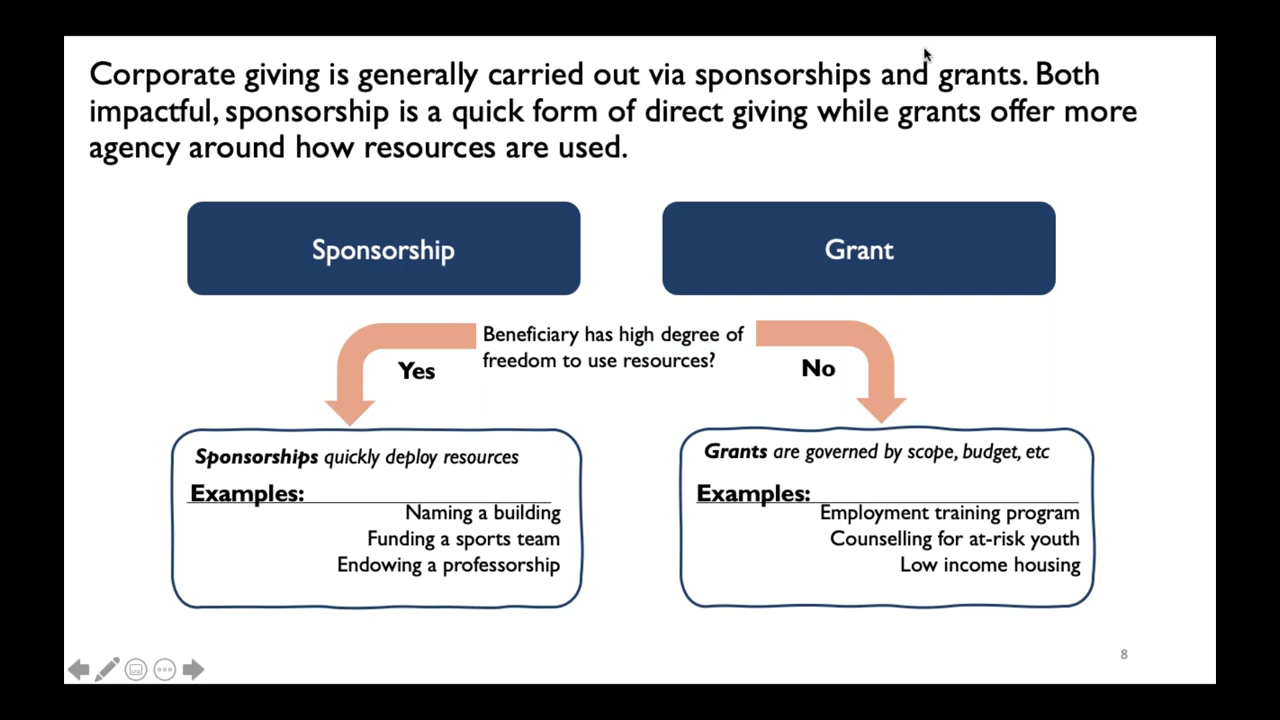 Corporate giving is generally carried out via sponsorships and grants. Both
impactful, sponsorship is a quick form of direct giving while grants offer more
agency around how resources are used.
Sponsorship
Grant
Beneficiary has high degree of
freedom to use resources?
Yes
No
Sponsorships quickly deploy resources
Examples:
Naming a building
Funding a sports team
Endowing a professorship
Grants are governed by scope, budget, etc
Examples:
Employment training program
Counselling for at-risk youth
Low income housing
8